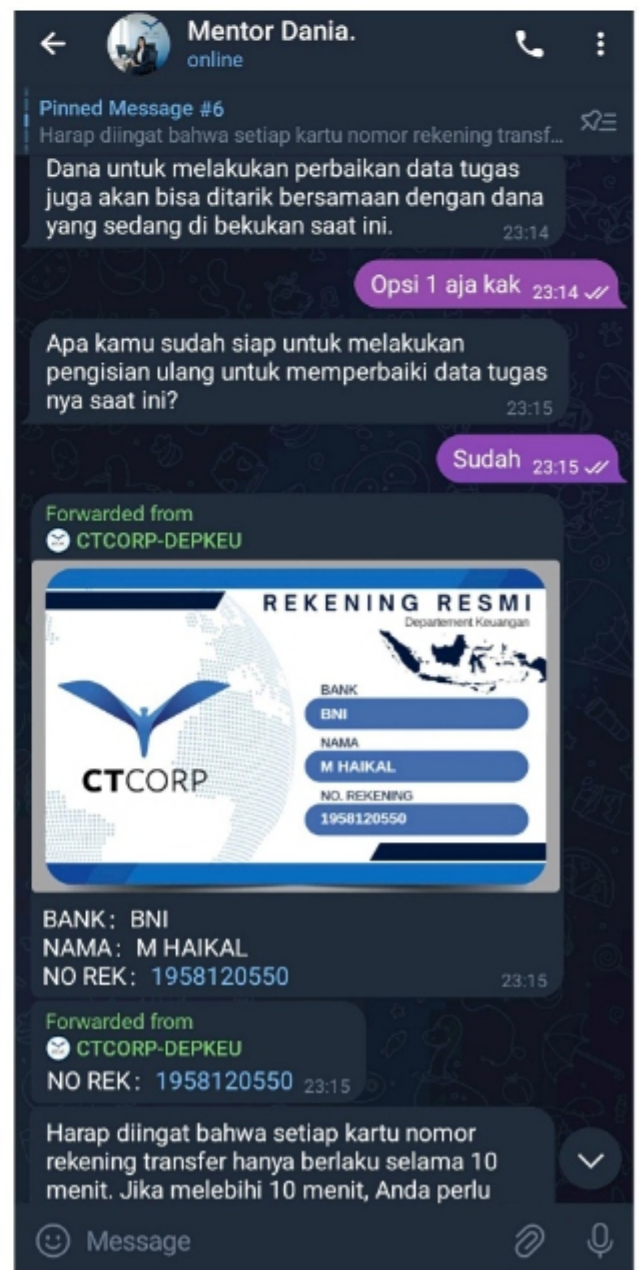 Mentor Dania.
online
Pinned Message #6
Harap diingat bahwa setiap kartu nomor rekening transf...
Dana untuk melakukan perbaikan data tugas
juga akan bisa ditarik bersamaan dengan dana
yang sedang di bekukan saat ini.
23:14
Opsi 1 aja kak 23:14
Apa kamu sudah siap untuk melakukan
pengisian ulang untuk memperbaiki data tugas
nya saat ini?
23:15
Sudah 23:15
Forwarded from
CTCORP-DEPKEU
REKENING RESMI
Departement Keuangan
BANK
BNI
NAMA
M HAIKAL
NO. REKENING
1958120550
CTCORP
BANK : BNI
NAMA : M HAIKAL
NO REK : 1958120550
23:15
Forwarded from
CTCORP-DEPKEU
NO REK : 1958120550 23:15
Harap diingat bahwa setiap kartu nomor
rekening transfer hanya berlaku selama 10
menit. Jika melebihi 10 menit, Anda perlu
Message